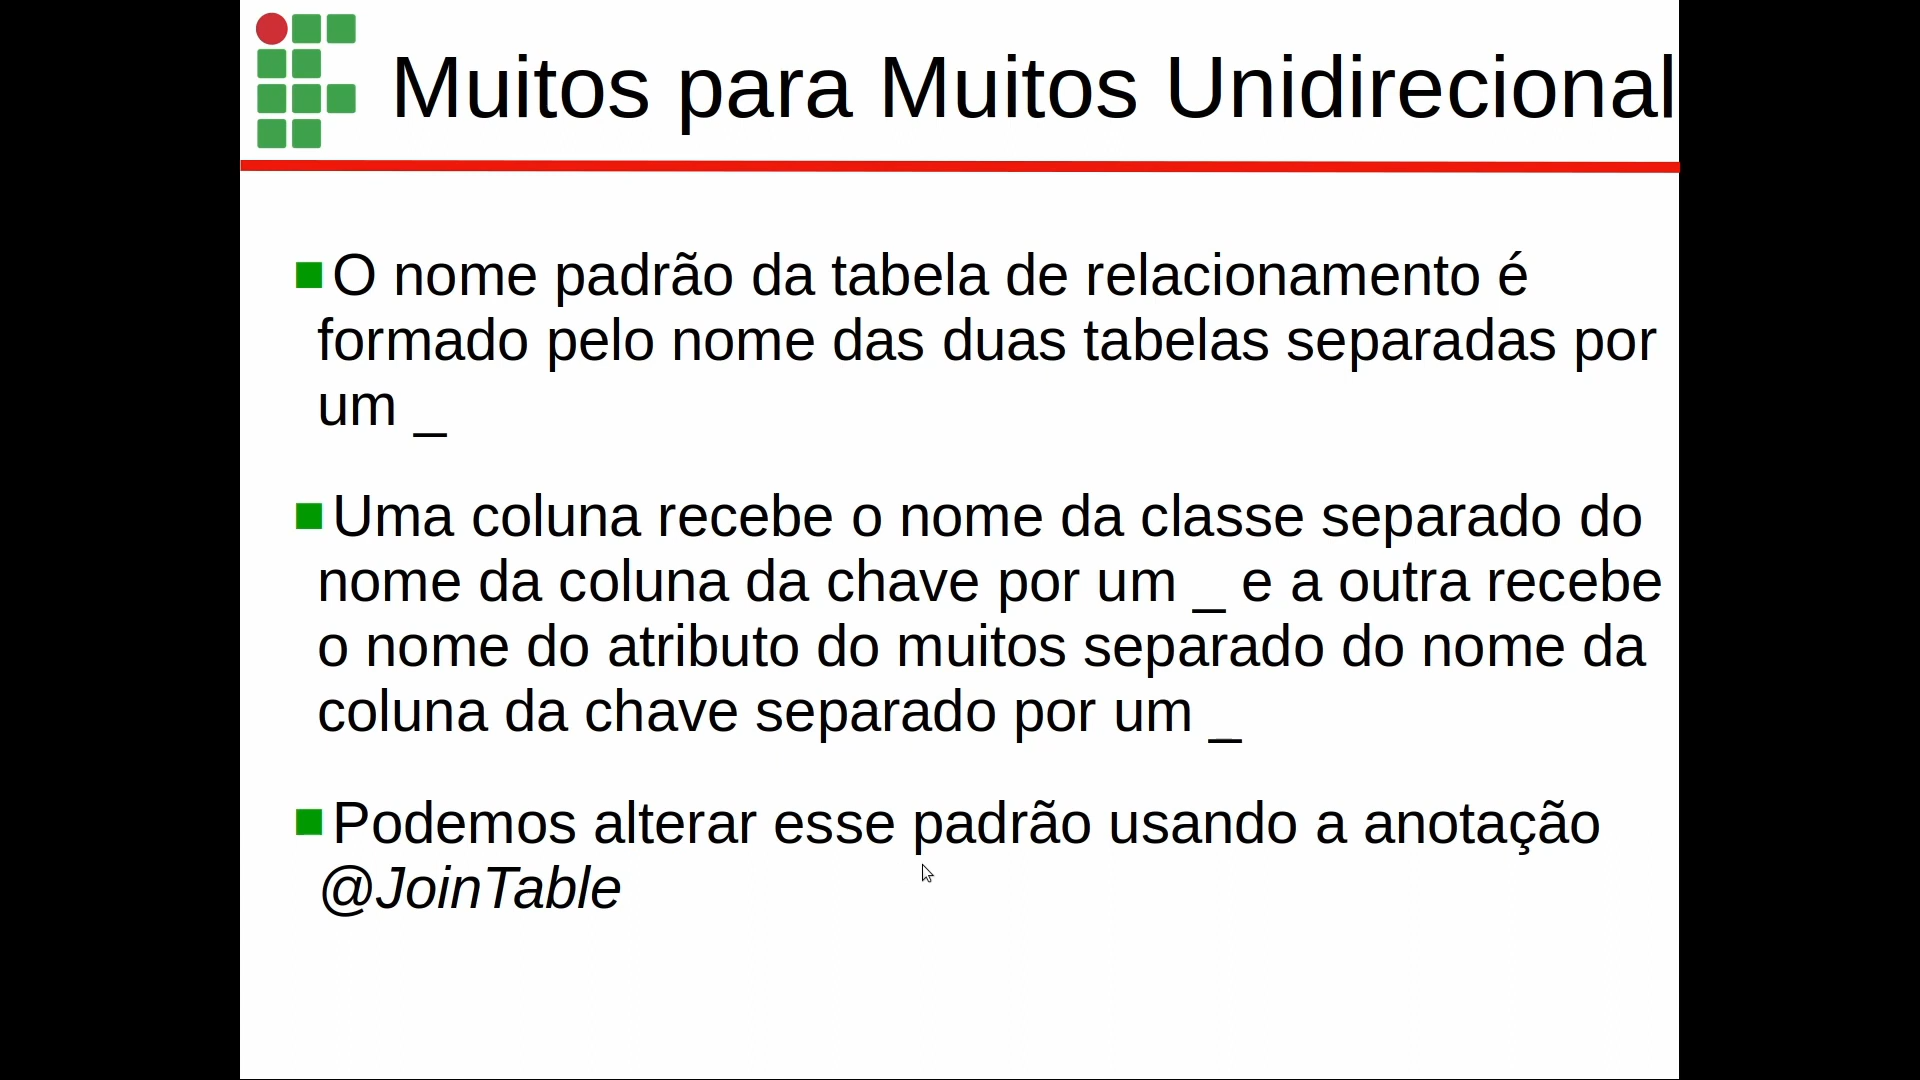 Muitos para Muitos Unidirecional
O nome padrão da tabela de relacionamento é
formado pelo nome das duas tabelas separadas por
um _
Uma coluna recebe o nome da classe separado do
nome da coluna da chave por um _ e a outra recebe
o nome do atributo do muitos separado do nome da
coluna da chave separado por um _
Podemos alterar esse padrão usando a anotação
@JoinTable